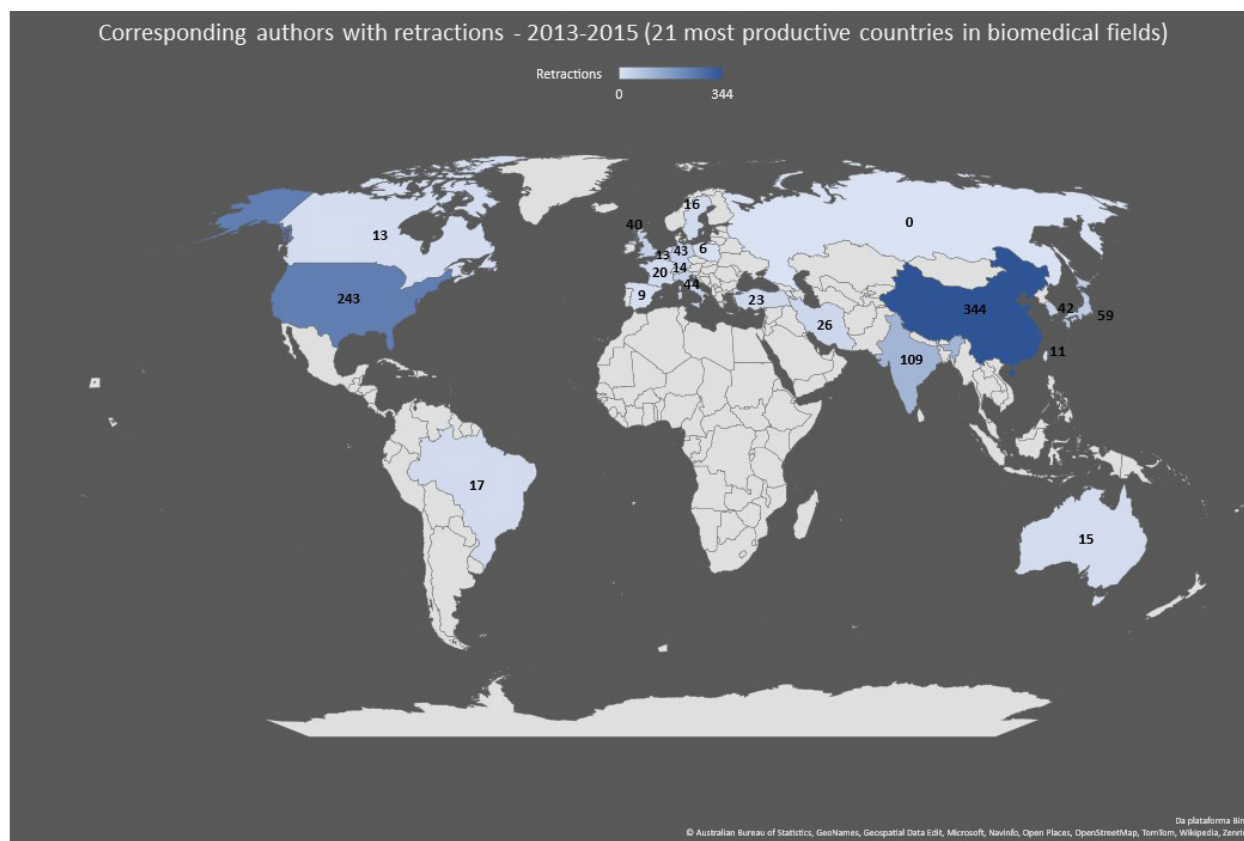 Corresponding authors with retractions - 2013-2015 (21 most productive countries in biomedical fields)
Retractions
0 344
16
40
13
0
13 43 6
20 14
243
9 44 23
344 42 59
26
11
109
17
15
Da plataforma Bin
© Australian Bureau of Statistics, GeoNames, Geospatial Data Edit, Microsoft, Navinfo, Open Places, OpenStreetMap, TomTom, Wikipedia, Zenrin